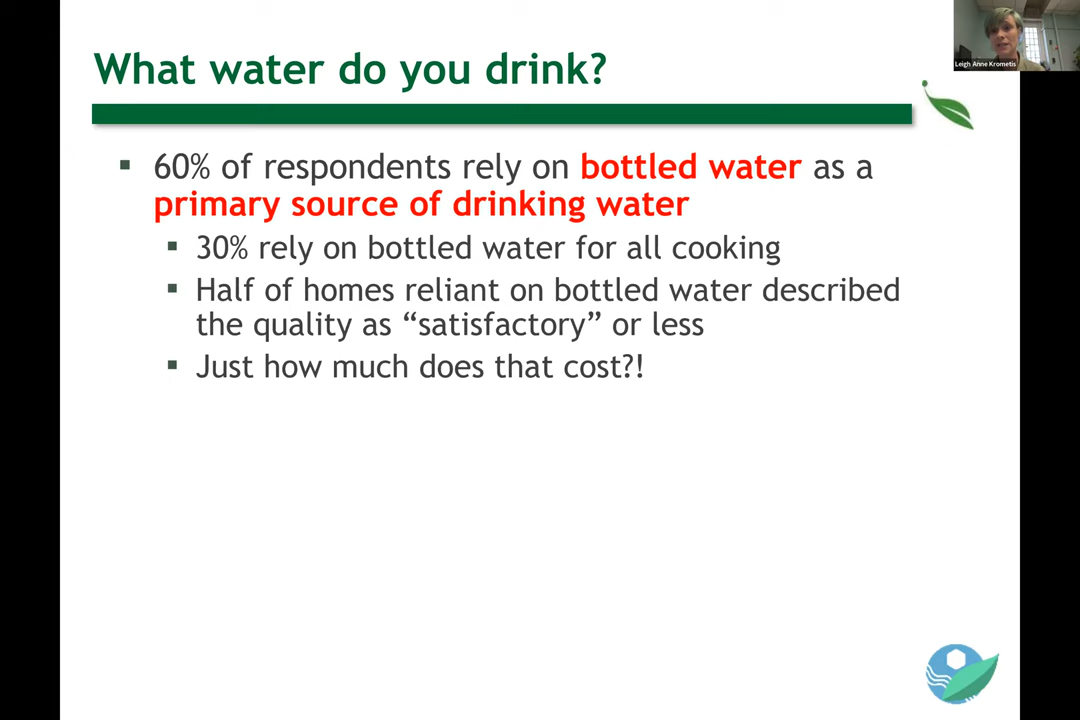 Leigh Anne Krometis
What water do you drink?
60% of respondents rely on bottled water as a
primary source of drinking water
30% rely on bottled water for all cooking
Half of homes reliant on bottled water described
the quality as “satisfactory” or less
Just how much does that cost?!